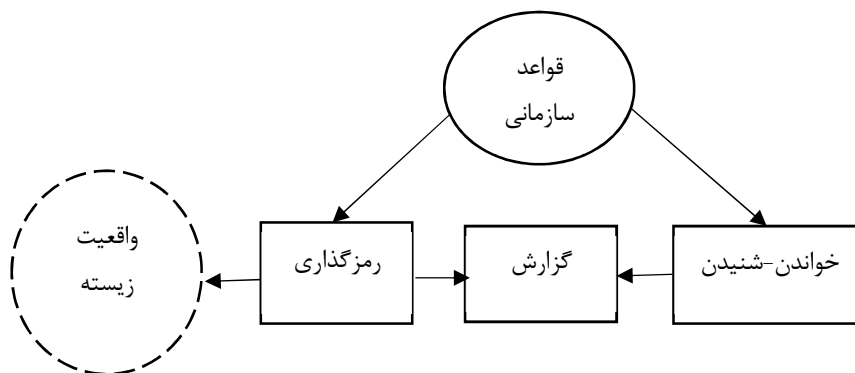 قواعد
سازمانی
خواندن-شنیدن
گزارش
رمزگذاری
واقعیت
زیسته